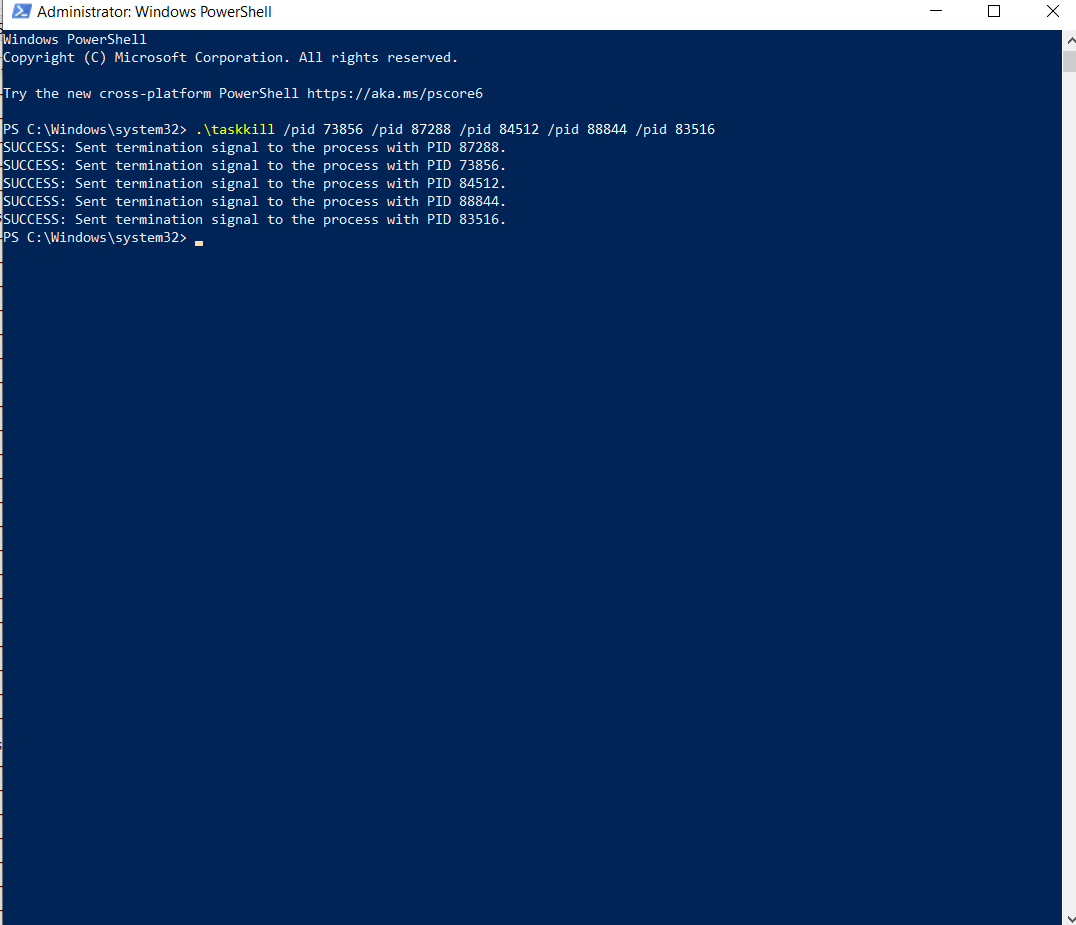 Administrator: Windows PowerShell
Windows PowerShell
Copyright (C) Microsoft Corporation. All rights reserved.
Try the new cross-platform PowerShell https://aka.ms/pscore6
PS C:\Windows\system32> .\taskkill /pid 73856 /pid 87288 /pid 84512 /pid 88844 /pid 83516
SUCCESS: Sent termination signal to the process with PID 87288.
SUCCESS: Sent termination signal to the process with PID 73856.
SUCCESS: Sent termination signal to the process with PID 84512.
SUCCESS: Sent termination signal to the process with PID 88844.
SUCCESS: Sent termination signal to the process with PID 83516.
PS C:\Windows\system32>